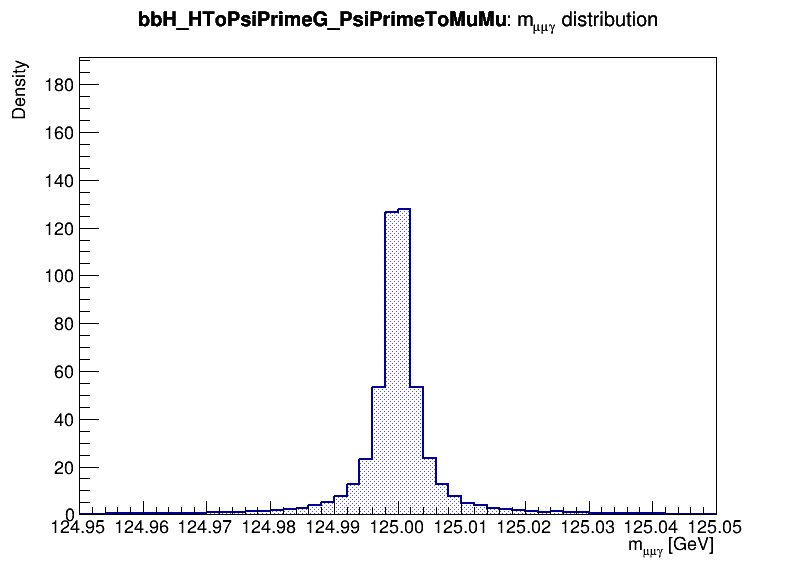 bbH_HToPsiPrimeG_PsiPrimeToMuMu: mμμγ distribution
Density
180
160
140
120
100
80
60
40
20
0
124.95 124.96 124.97 124.98 124.99 125.00 125.01 125.02 125.03 125.04 125.05
mμμγ [GeV]